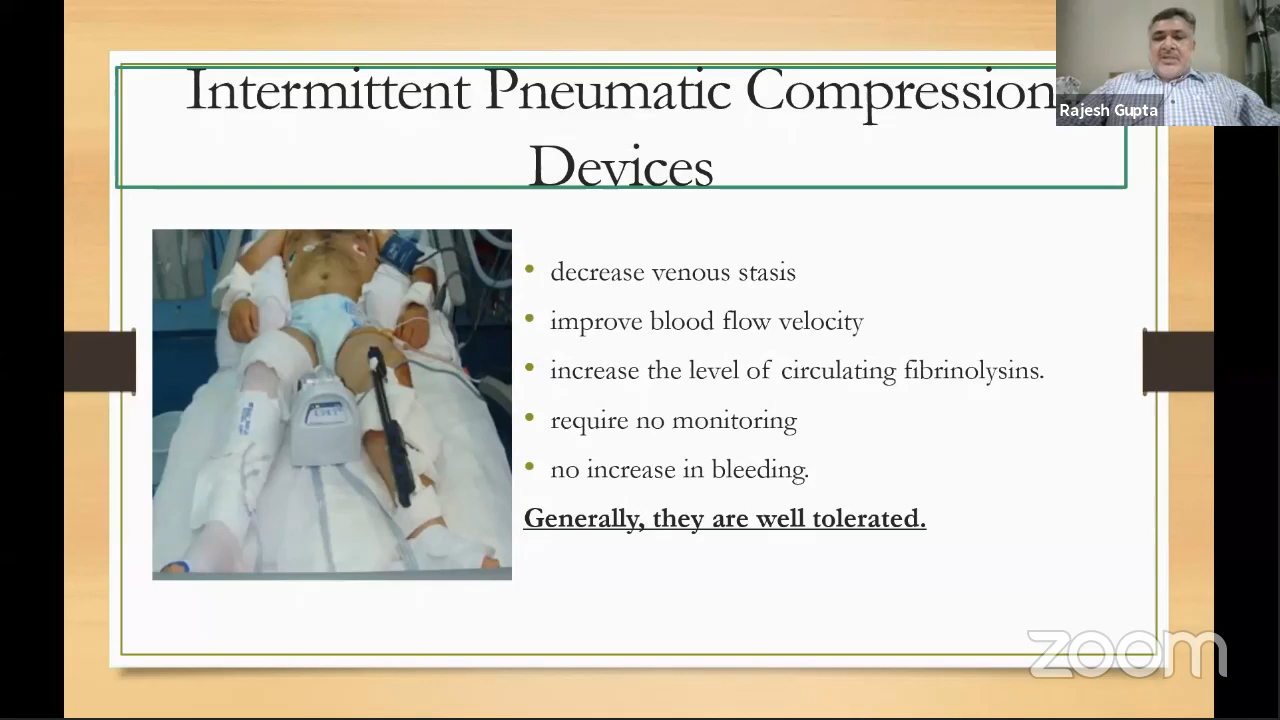 Intermittent Pneumatic Compression
Devices
Rajesh Gupta
decrease venous stasis
improve blood flow velocity
increase the level of circulating fibrinolysins.
require no monitoring
no increase in bleeding.
Generally, they are well tolerated.
zoom